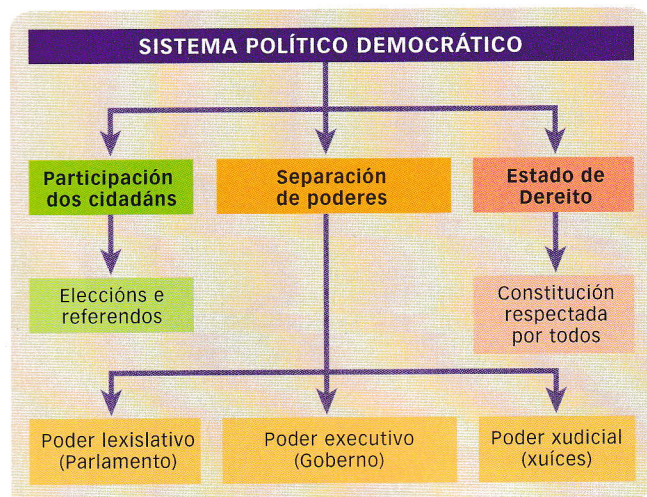 SISTEMA POLÍTICO DEMOCRÁTICO
Participación
dos cidadáns
Separación
de poderes
Estado de
Dereito
Eleccións e
referendos
Constitución
respectada
por todos
Poder lexislativo
(Parlamento)
Poder executivo
(Goberno)
Poder xudicial
(xuíces)